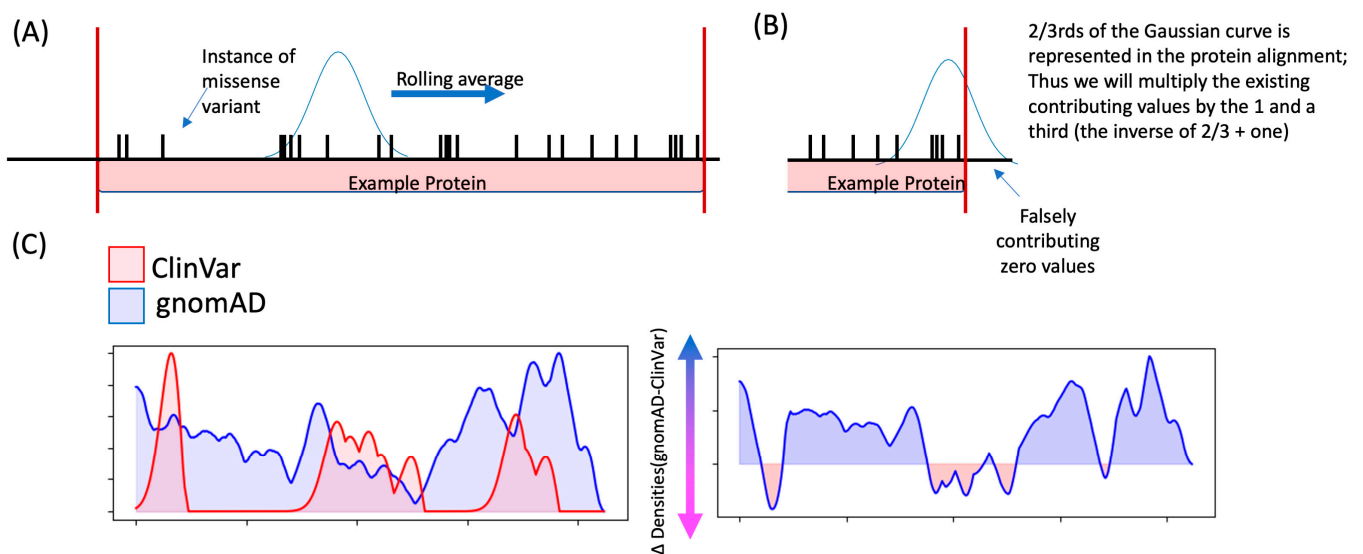 (A)
Instance of
missense
variant
Rolling average
Example Protein
(B)
2/3rds of the Gaussian curve is
represented in the protein alignment;
Thus we will multiply the existing
contributing values by the 1 and a
third (the inverse of 2/3 + one)
Example Protein
Falsely
contributing
zero values
(C)
ClinVar
gnomAD
Δ Densities(gnomAD-ClinVar)